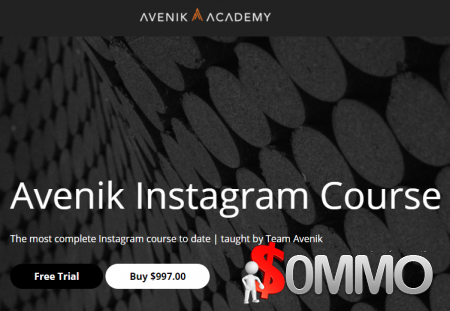 AVENIK ACADEMY
Avenik Instagram Course
The most complete Instagram course to date | taught by Team Avenik
Free Trial Buy $997.00
$OMMO